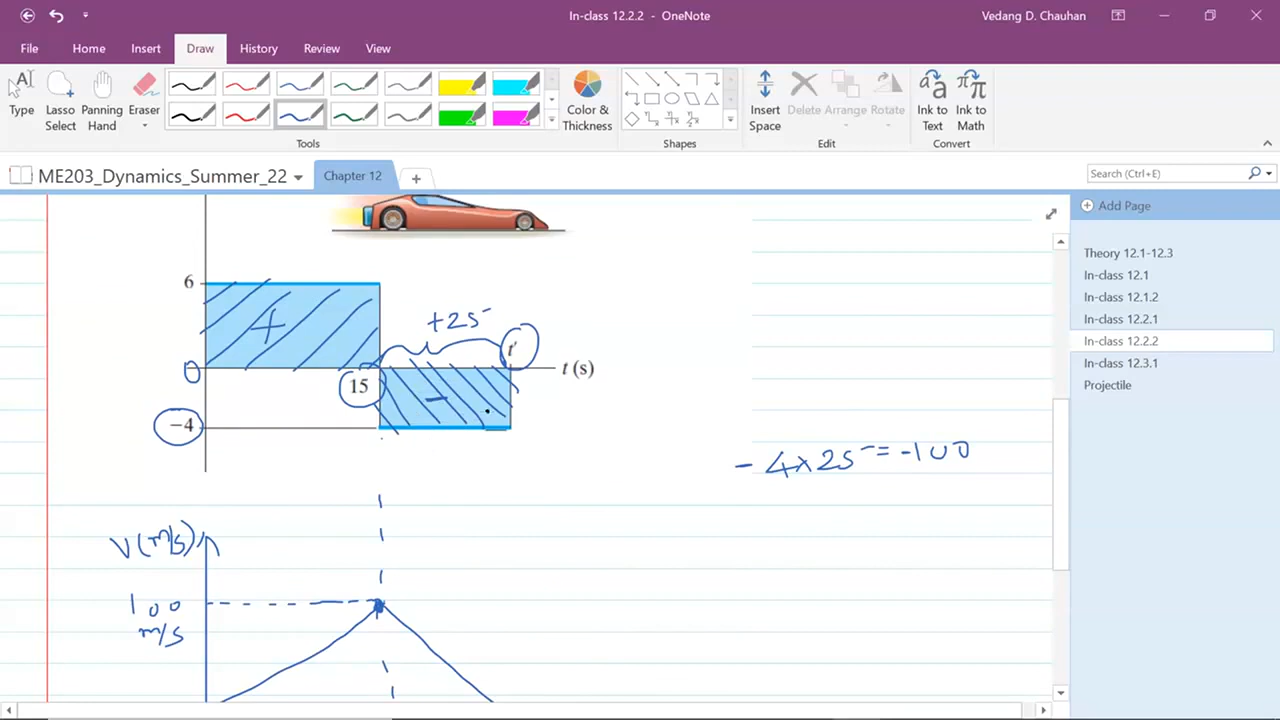 In-class 12.2.2 - OneNote
Vedang D. Chauhan
File Home Insert Draw History Review View
Type
Lasso Select
Panning Hand
Eraser
Color & Thickness
Insert Space
Delete
Arrange
Rotate
Ink to Text
Ink to Math
Tools
Shapes
Edit
Convert
ME203_Dynamics_Summer_22
Chapter 12
Search (Ctrl+E)
Add Page
Theory 12.1-12.3
In-class 12.1
In-class 12.1.2
In-class 12.2.1
In-class 12.2.2
In-class 12.3.1
Projectile
6
+
+25
t'
0
t (s)
15
-4
-
- 4 x 25 = -100
V (m/s)
100
m/s